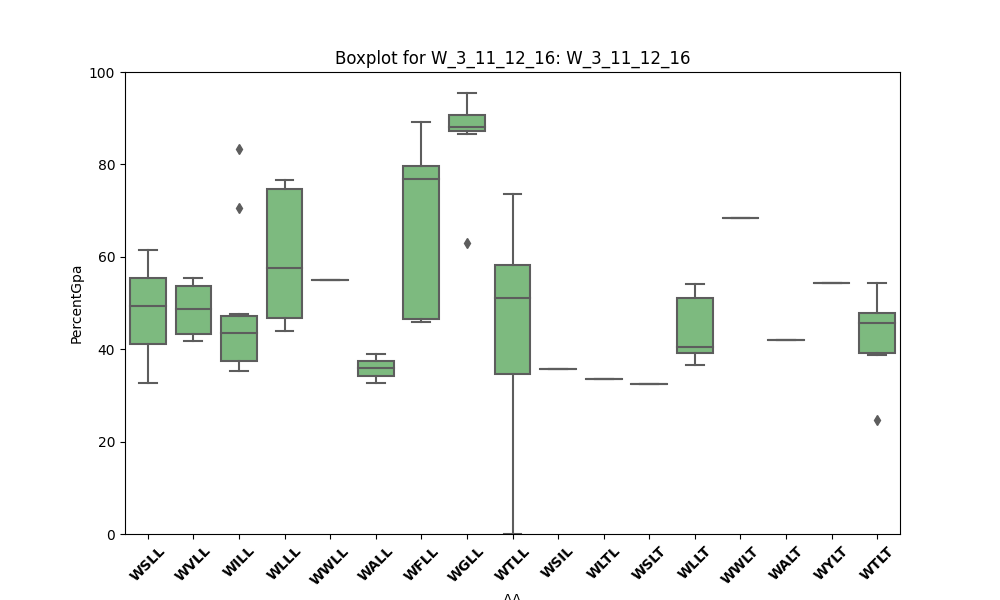 Boxplot for W_3_11_12_16: W_3_11_12_16
100
80
60
40
20
0
PercentGpa
WSLL WVLL WILL WLLL WWLL WALL WFLL WGLL WTLL WSIL WLTL WSLT WLLT WWLT WALT WYLT WTLT
AA